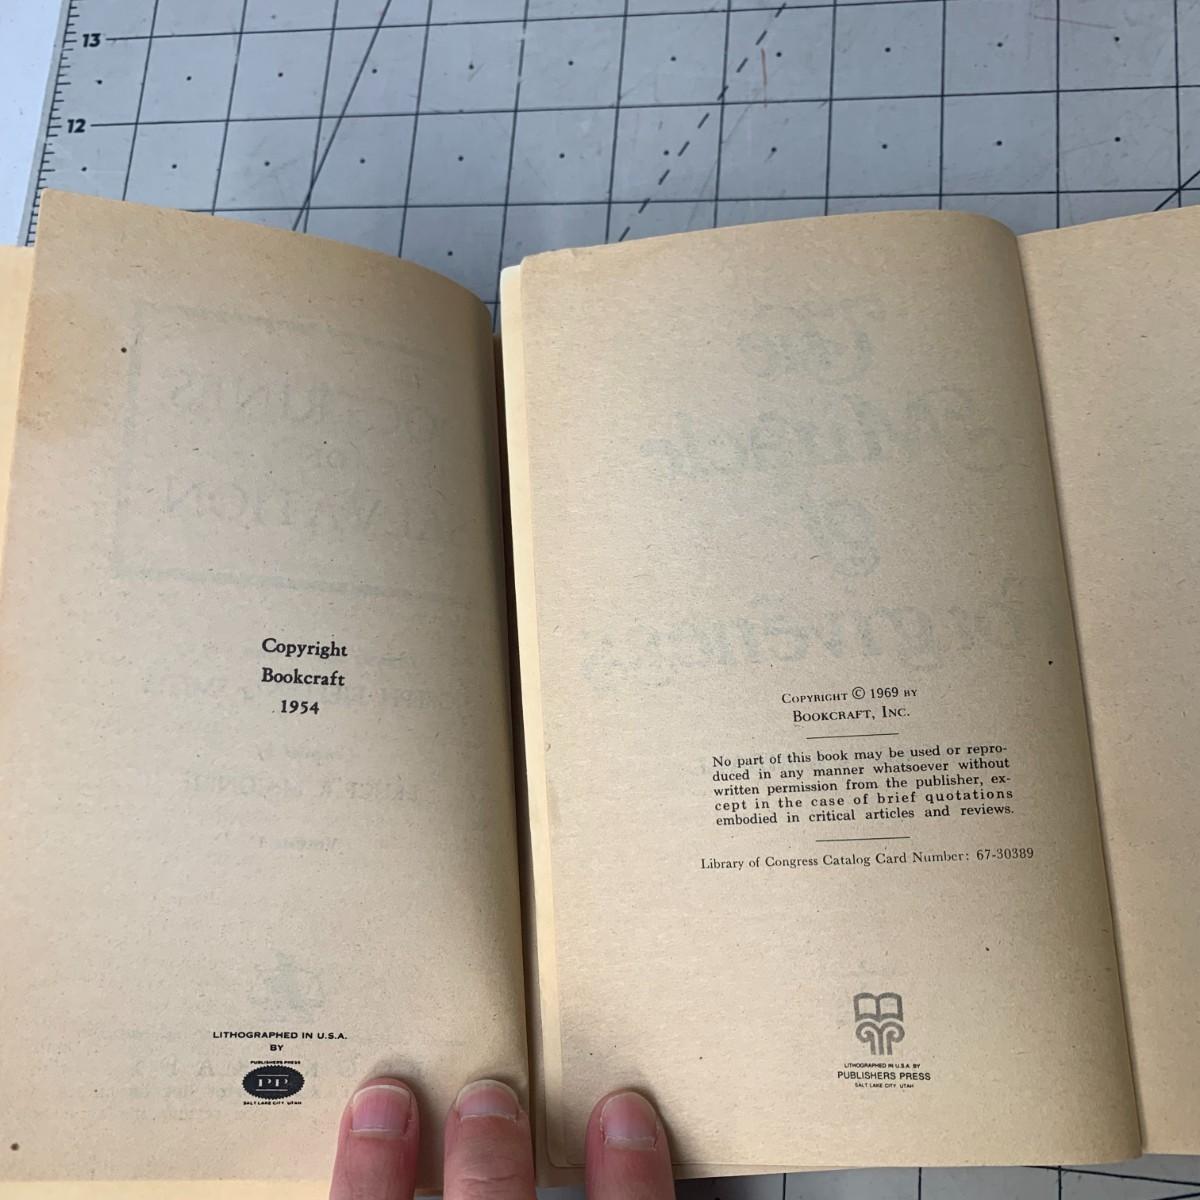 13
12
Copyright
Bookcraft
1954
LITHOGRAPHED IN U.S.A.
BY
PUBLISHERS PRESS
PP
SALT LAKE CITY, UTAH
COPYRIGHT © 1969 BY
BOOKCRAFT, INC.
No part of this book may be used or repro-
duced in any manner whatsoever without
written permission from the publisher, ex-
cept in the case of brief quotations
embodied in critical articles and reviews.
Library of Congress Catalog Card Number: 67-30389
LITHOGRAPHED IN U.S.A. BY
PUBLISHERS PRESS
SALT LAKE CITY, UTAH